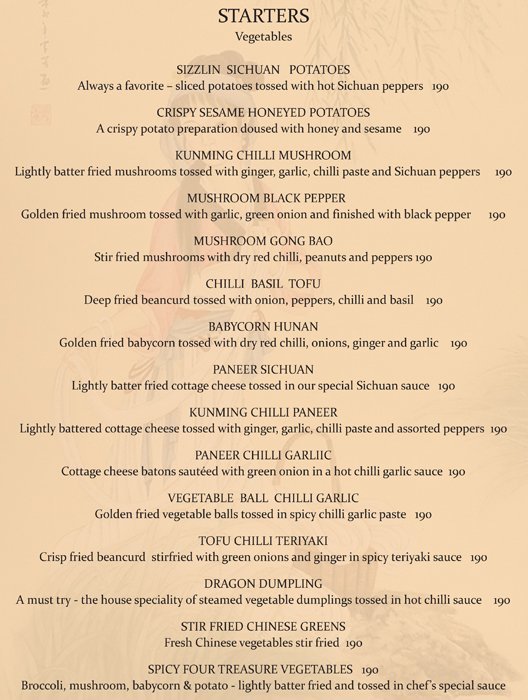 STARTERS
Vegetables
SIZZLIN SICHUAN POTATOES
Always a favorite – sliced potatoes tossed with hot Sichuan peppers 190
CRISPY SESAME HONEYED POTATOES
A crispy potato preparation doused with honey and sesame 190
KUNMING CHILLI MUSHROOM
Lightly batter fried mushrooms tossed with ginger, garlic, chilli paste and Sichuan peppers 190
MUSHROOM BLACK PEPPER
Golden fried mushroom tossed with garlic, green onion and finished with black pepper 190
MUSHROOM GONG BAO
Stir fried mushrooms with dry red chilli, peanuts and peppers 190
CHILLI BASIL TOFU
Deep fried beancurd tossed with onion, peppers, chilli and basil 190
BABYCORN HUNAN
Golden fried babycorn tossed with dry red chilli, onions, ginger and garlic 190
PANEER SICHUAN
Lightly batter fried cottage cheese tossed in our special Sichuan sauce 190
KUNMING CHILLI PANEER
Lightly battered cottage cheese tossed with ginger, garlic, chilli paste and assorted peppers 190
PANEER CHILLI GARLIIC
Cottage cheese batons sautéed with green onion in a hot chilli garlic sauce 190
VEGETABLE BALL CHILLI GARLIC
Golden fried vegetable balls tossed in spicy chilli garlic paste 190
TOFU CHILLI TERIYAKI
Crisp fried beancurd stirfried with green onions and ginger in spicy teriyaki sauce 190
DRAGON DUMPLING
A must try - the house speciality of steamed vegetable dumplings tossed in hot chilli sauce 190
STIR FRIED CHINESE GREENS
Fresh Chinese vegetables stir fried 190
SPICY FOUR TREASURE VEGETABLES 190
Broccoli, mushroom, babycorn & potato - lightly batter fried and tossed in chef's special sauce